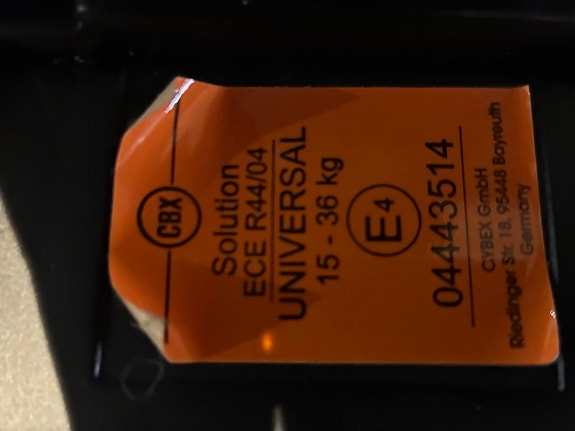 CBX
Solution
ECE R44/04
UNIVERSAL
15 - 36 kg
E4
04443514
CYBEX GmbH
Riedinger Str. 18, 95448 Bayreuth
Germany